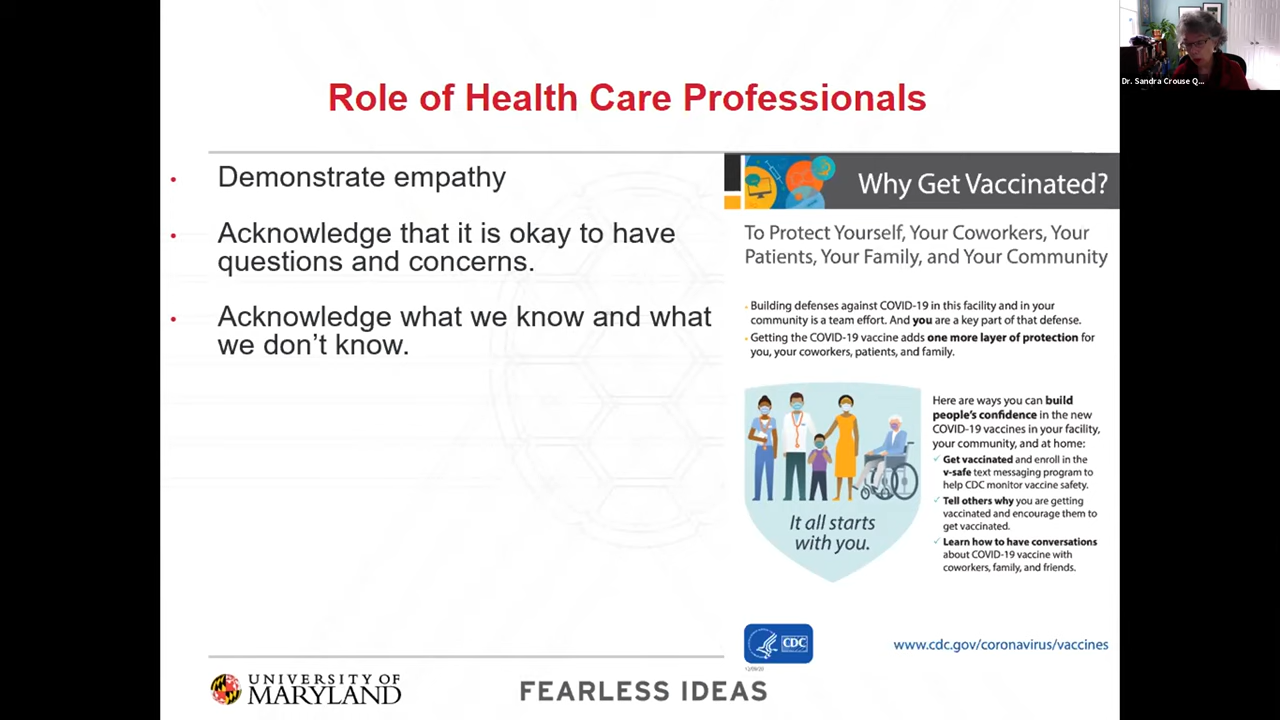 Role of Health Care Professionals
• Demonstrate empathy
• Acknowledge that it is okay to have
questions and concerns.
• Acknowledge what we know and what
we don't know.
Why Get Vaccinated?
To Protect Yourself, Your Coworkers, Your
Patients, Your Family, and Your Community
• Building defenses against COVID-19 in this facility and in your
community is a team effort. And you are a key part of that defense.
• Getting the COVID-19 vaccine adds one more layer of protection for
you, your coworkers, patients, and family.
It all starts
with you.
Here are ways you can build
people's confidence in the new
COVID-19 vaccines in your facility,
your community, and at home:
✓ Get vaccinated and enroll in the
v-safe text messaging program to
help CDC monitor vaccine safety.
✓ Tell others why you are getting
vaccinated and encourage them to
get vaccinated.
✓ Learn how to have conversations
about COVID-19 vaccine with
coworkers, family, and friends.
CDC
www.cdc.gov/coronavirus/vaccines
UNIVERSITY OF
MARYLAND
FEARLESS IDEAS
Dr. Sandra Crouse Q...